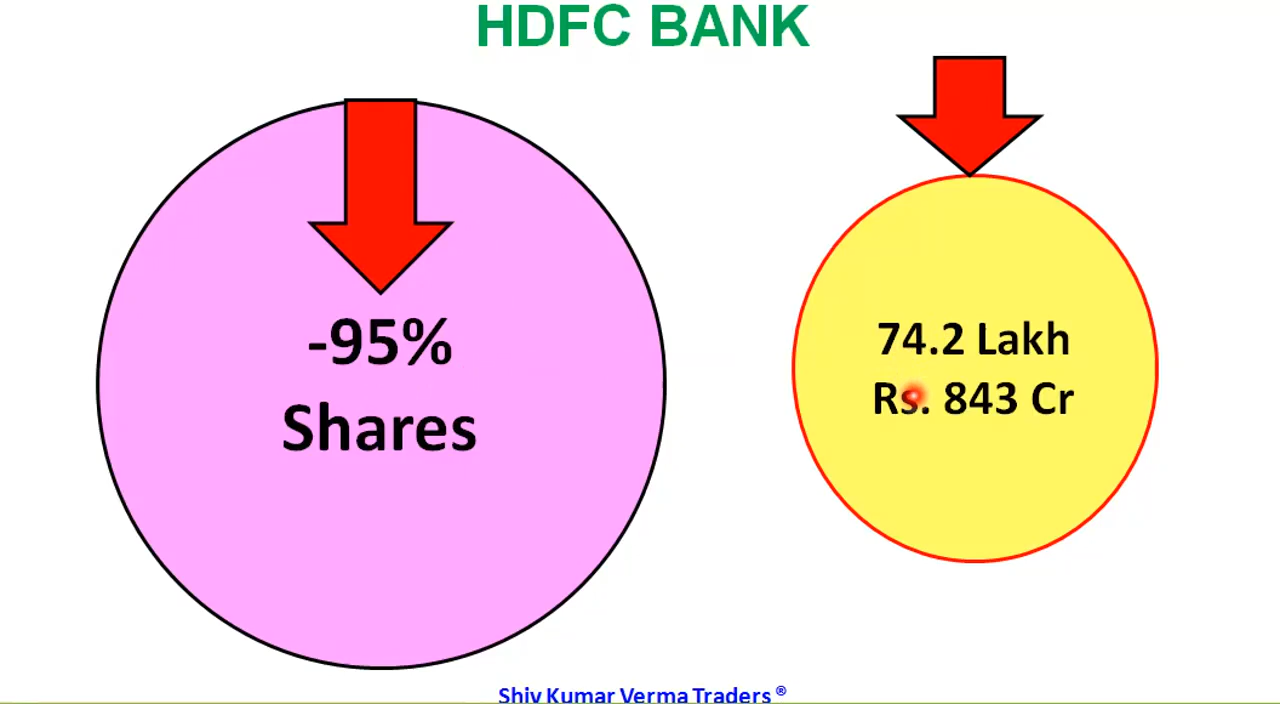 HDFC BANK
-95%
Shares
74.2 Lakh
Rs. 843 Cr
Shiv Kumar Verma Traders ®